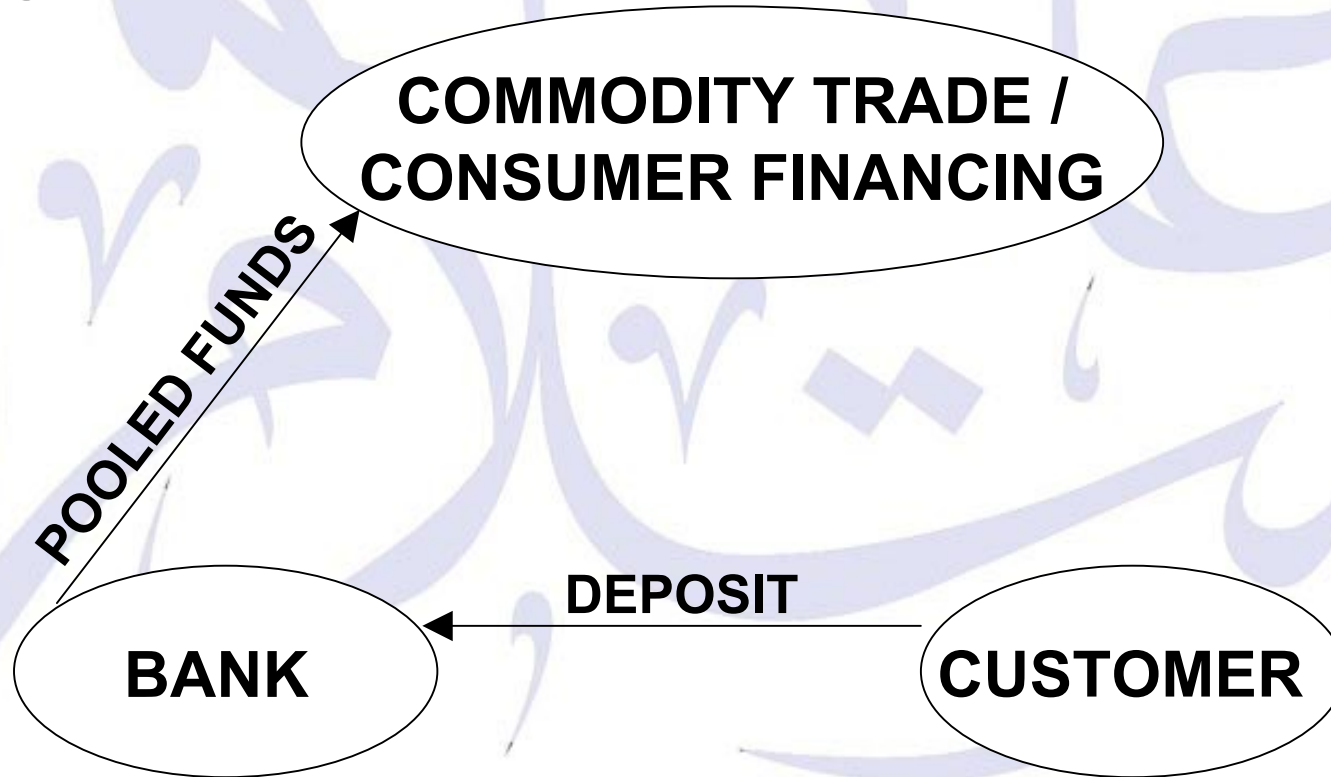 COMMODITY TRADE /
CONSUMER FINANCING
POOLED FUNDS
DEPOSIT
BANK
CUSTOMER